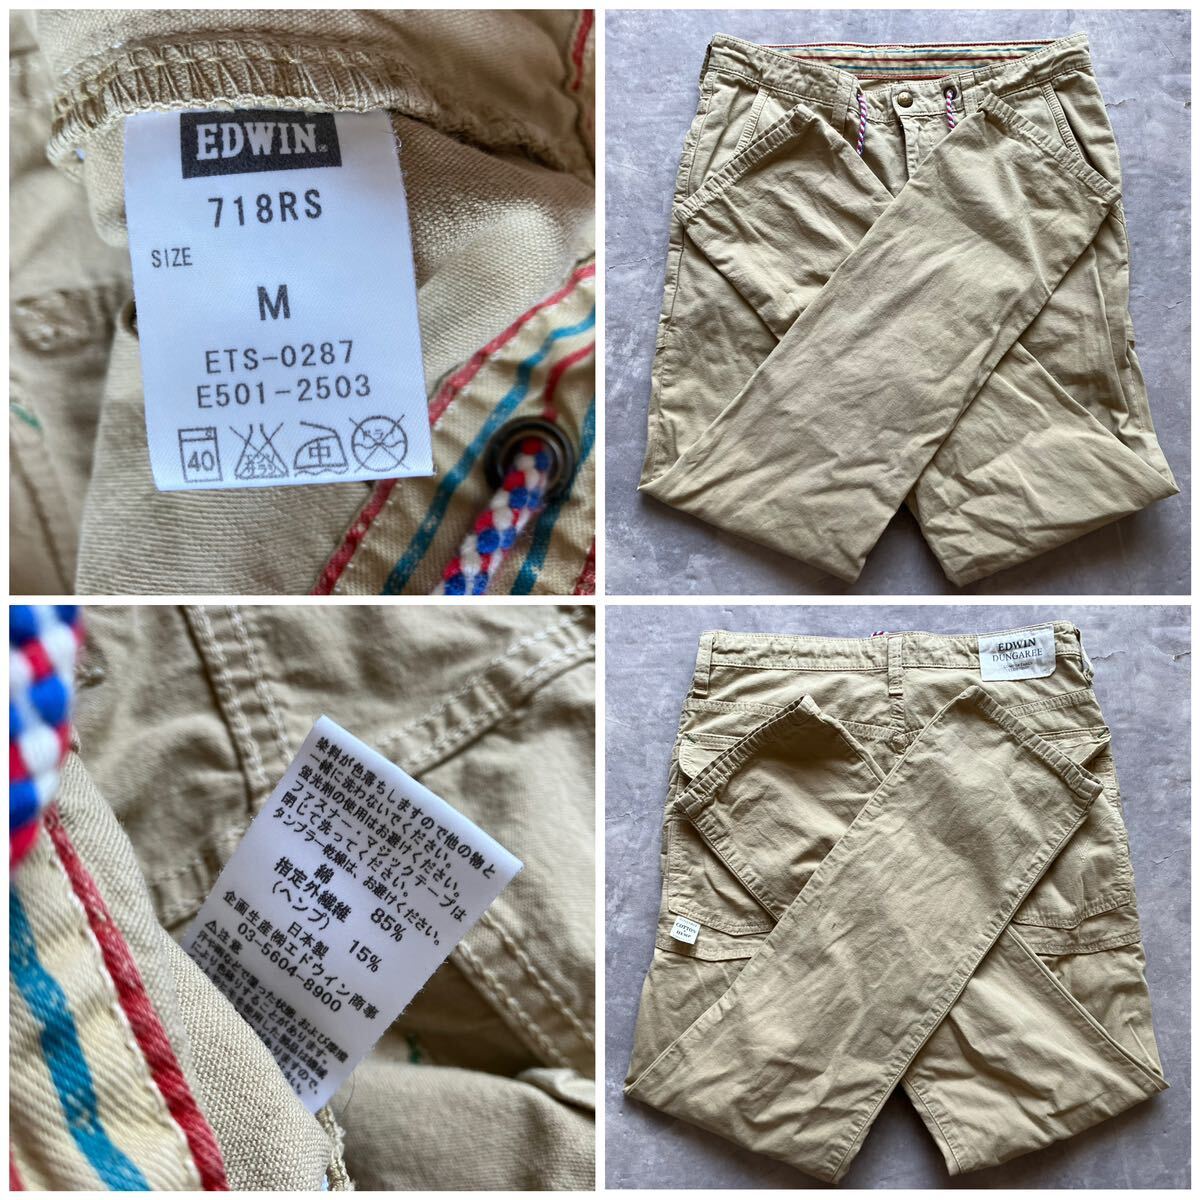 EDWIN®
718RS
SIZE
M
ETS-0287
E501-2503
40
中
EDWIN
DUNGAREE
COTTON
HEMP
染料が色落ちしますので他の物と
一緒に洗わないでください。
蛍光剤の使用はお避けください。
ファスナー・マジックテープは
閉じて洗ってください。
タンブラー乾燥は、お避けください。
綿 85%
指定外繊維
(ヘンプ) 15%
日本製
企画生産㈱エドウイン商事
03-5604-8900
⚠注意